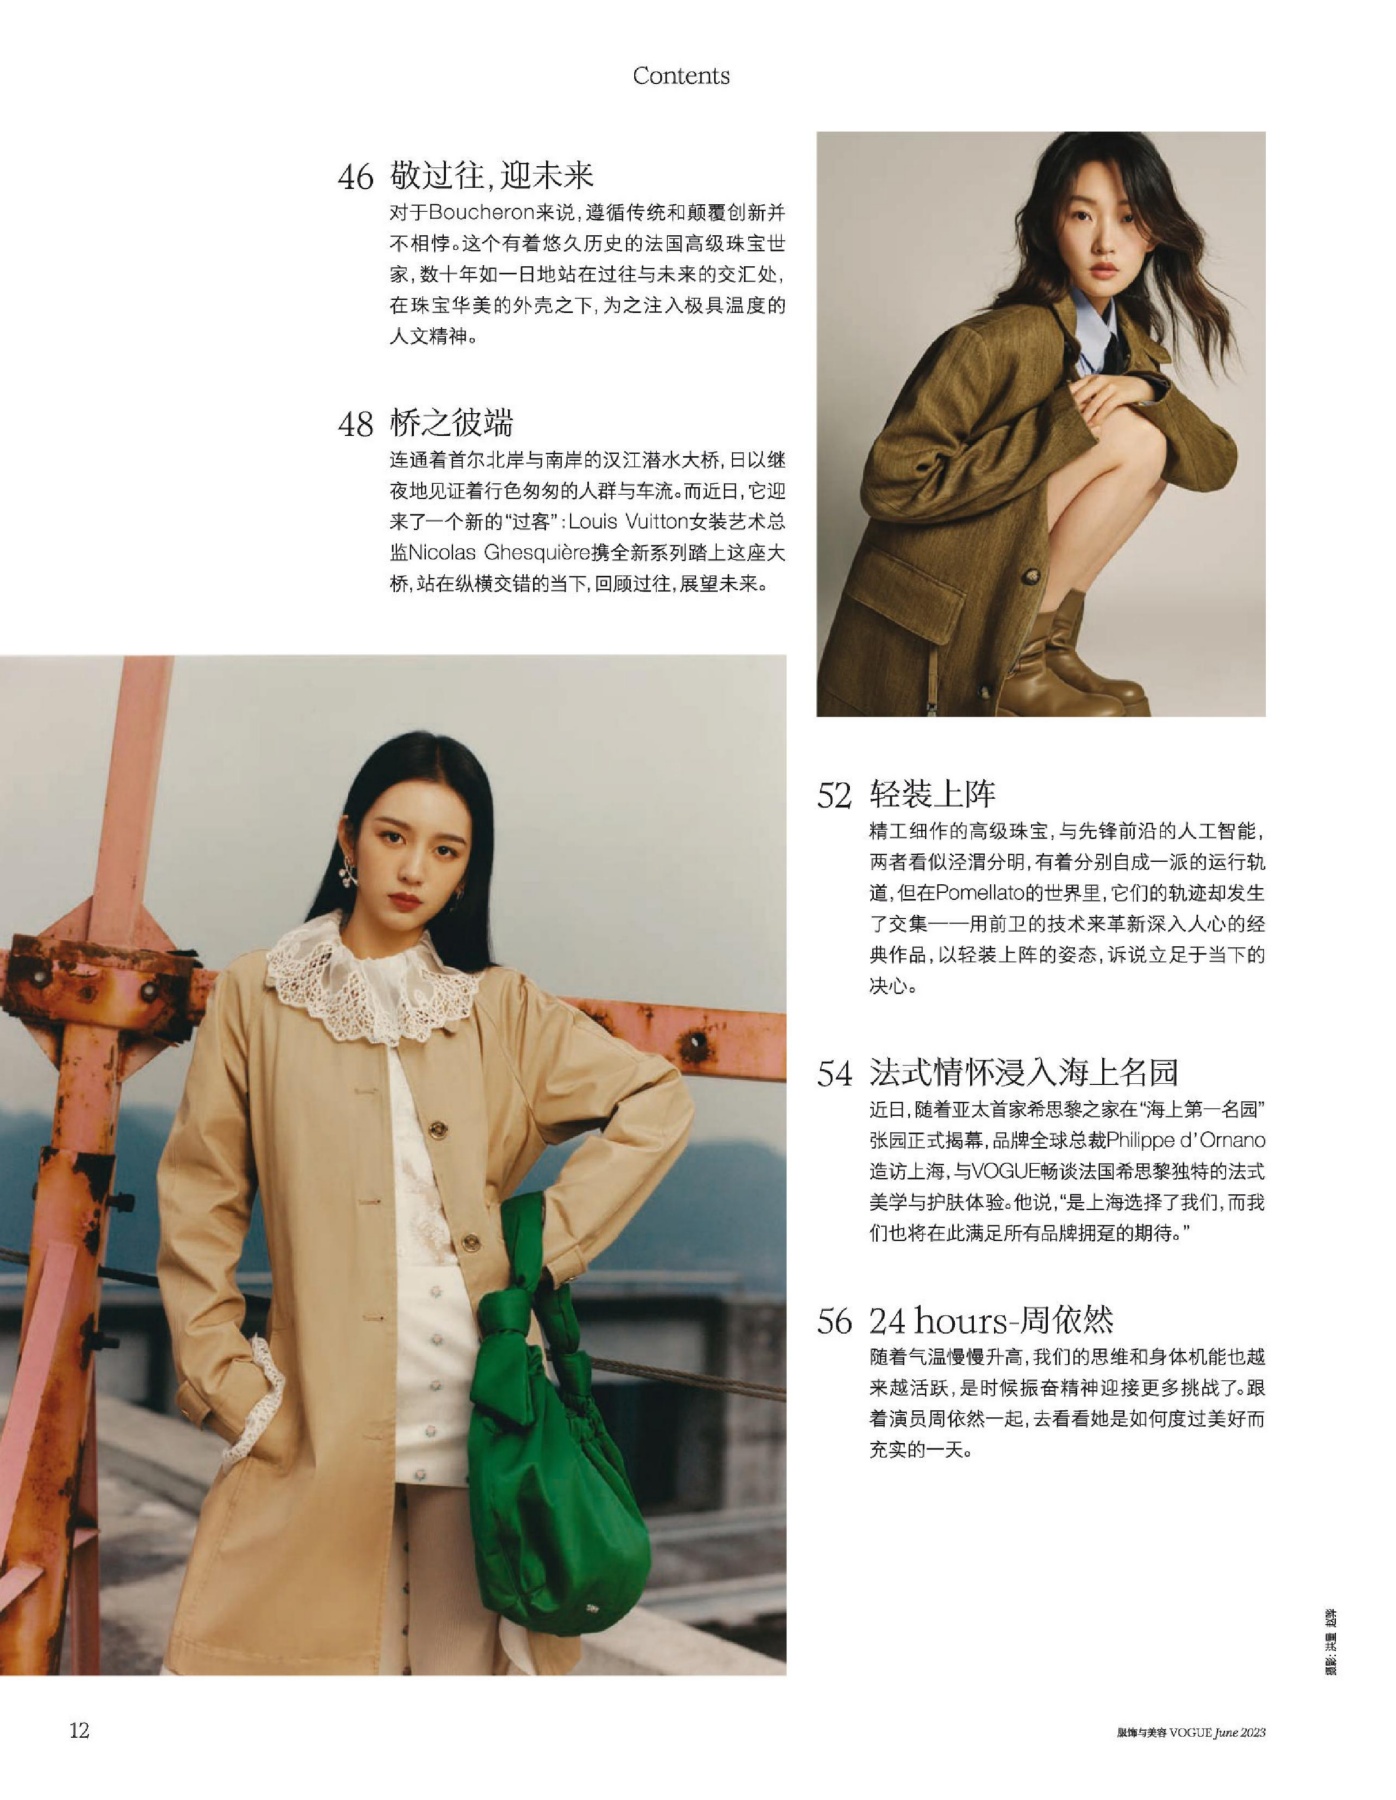 Contents
46 敬过往,迎未来
对于Boucheron来说,遵循传统和颠覆创新并
不相悖。这个有着悠久历史的法国高级珠宝世
家,数十年如一日地站在过往与未来的交汇处,
在珠宝华美的外壳之下,为之注入极具温度的
人文精神。
48 桥之彼端
连通着首尔北岸与南岸的汉江潜水大桥,日以继
夜地见证着行色匆匆的人群与车流。而近日,它迎
来了一个新的“过客”:Louis Vuitton女装艺术总
监Nicolas Ghesquière携全新系列踏上这座大
桥,站在纵横交错的当下,回顾过往,展望未来。
52 轻装上阵
精工细作的高级珠宝,与先锋前沿的人工智能,
两者看似泾渭分明,有着分别自成一派的运行轨
道,但在Pomellato的世界里,它们的轨迹却发生
了交集——用前卫的技术来革新深入人心的经
典作品,以轻装上阵的姿态,诉说立足于当下的
决心。
54 法式情怀浸入海上名园
近日,随着亚太首家希思黎之家在“海上第一名园”
张园正式揭幕,品牌全球总裁Philippe d'Ornano
造访上海,与VOGUE畅谈法国希思黎独特的法式
美学与护肤体验。他说,“是上海选择了我们,而我
们也将在此满足所有品牌拥趸的期待。”
56 24 hours-周依然
随着气温慢慢升高,我们的思维和身体机能也越
来越活跃,是时候振奋精神迎接更多挑战了。跟
着演员周依然一起,去看看她是如何度过美好而
充实的一天。
摄影:洪量
12
服饰与美容 VOGUE June 2023